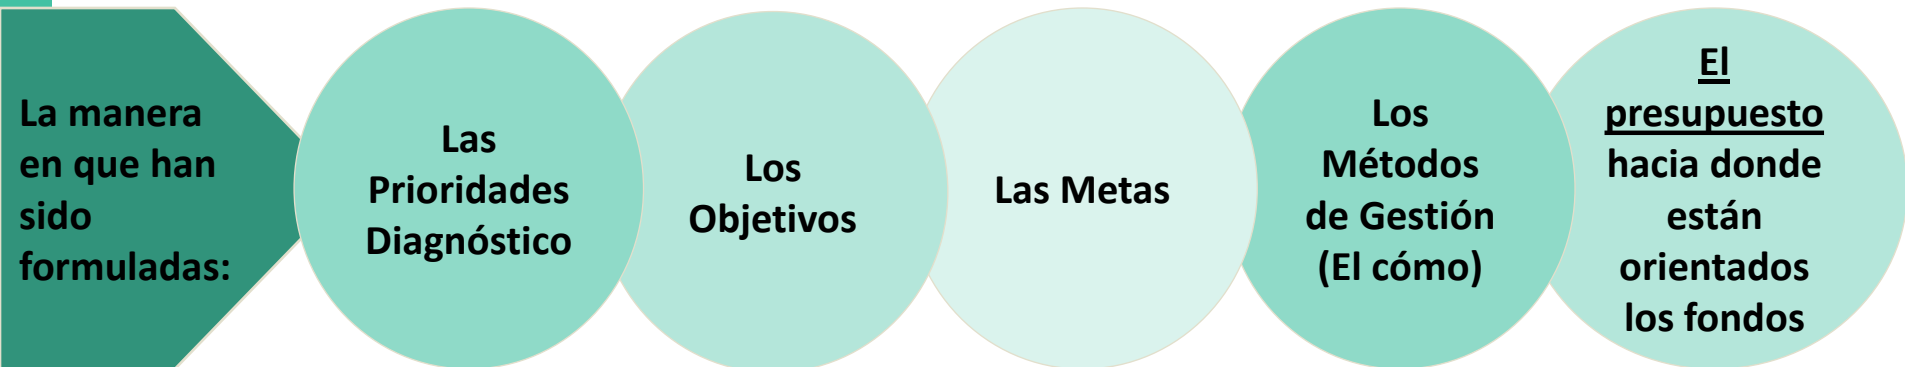 La manera
en que han
sido
formuladas:
Las
Prioridades
Diagnóstico
Los
Objetivos
Las Metas
Los
Métodos
de Gestión
(El cómo)
El
presupuesto
hacia donde
están
orientados
los fondos